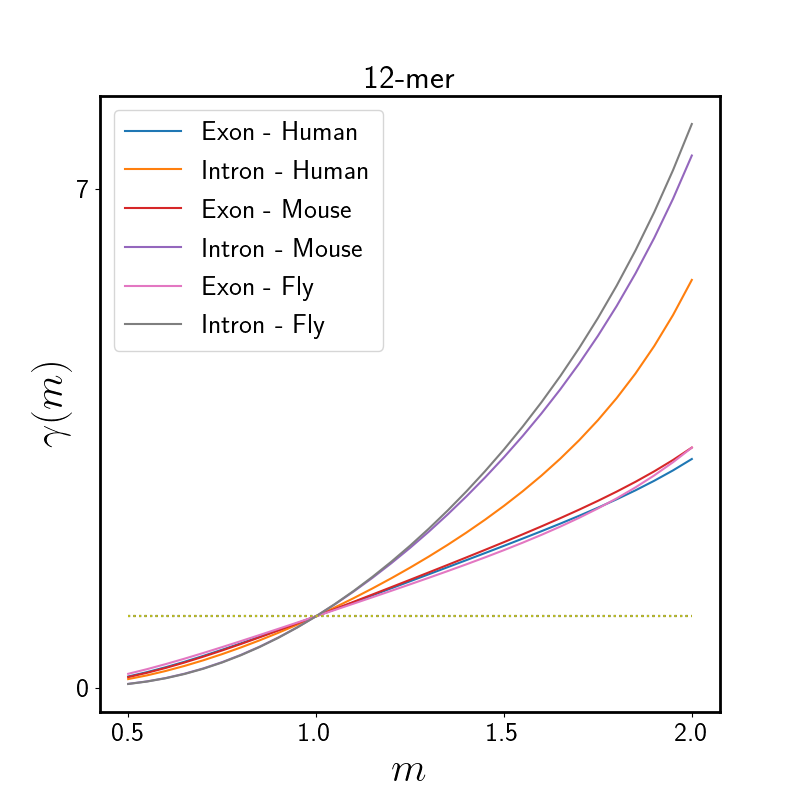 12-mer
Exon - Human
Intron - Human
Exon - Mouse
Intron - Mouse
Exon - Fly
Intron - Fly
7
0
γ(m)
0.5 1.0 1.5 2.0
m